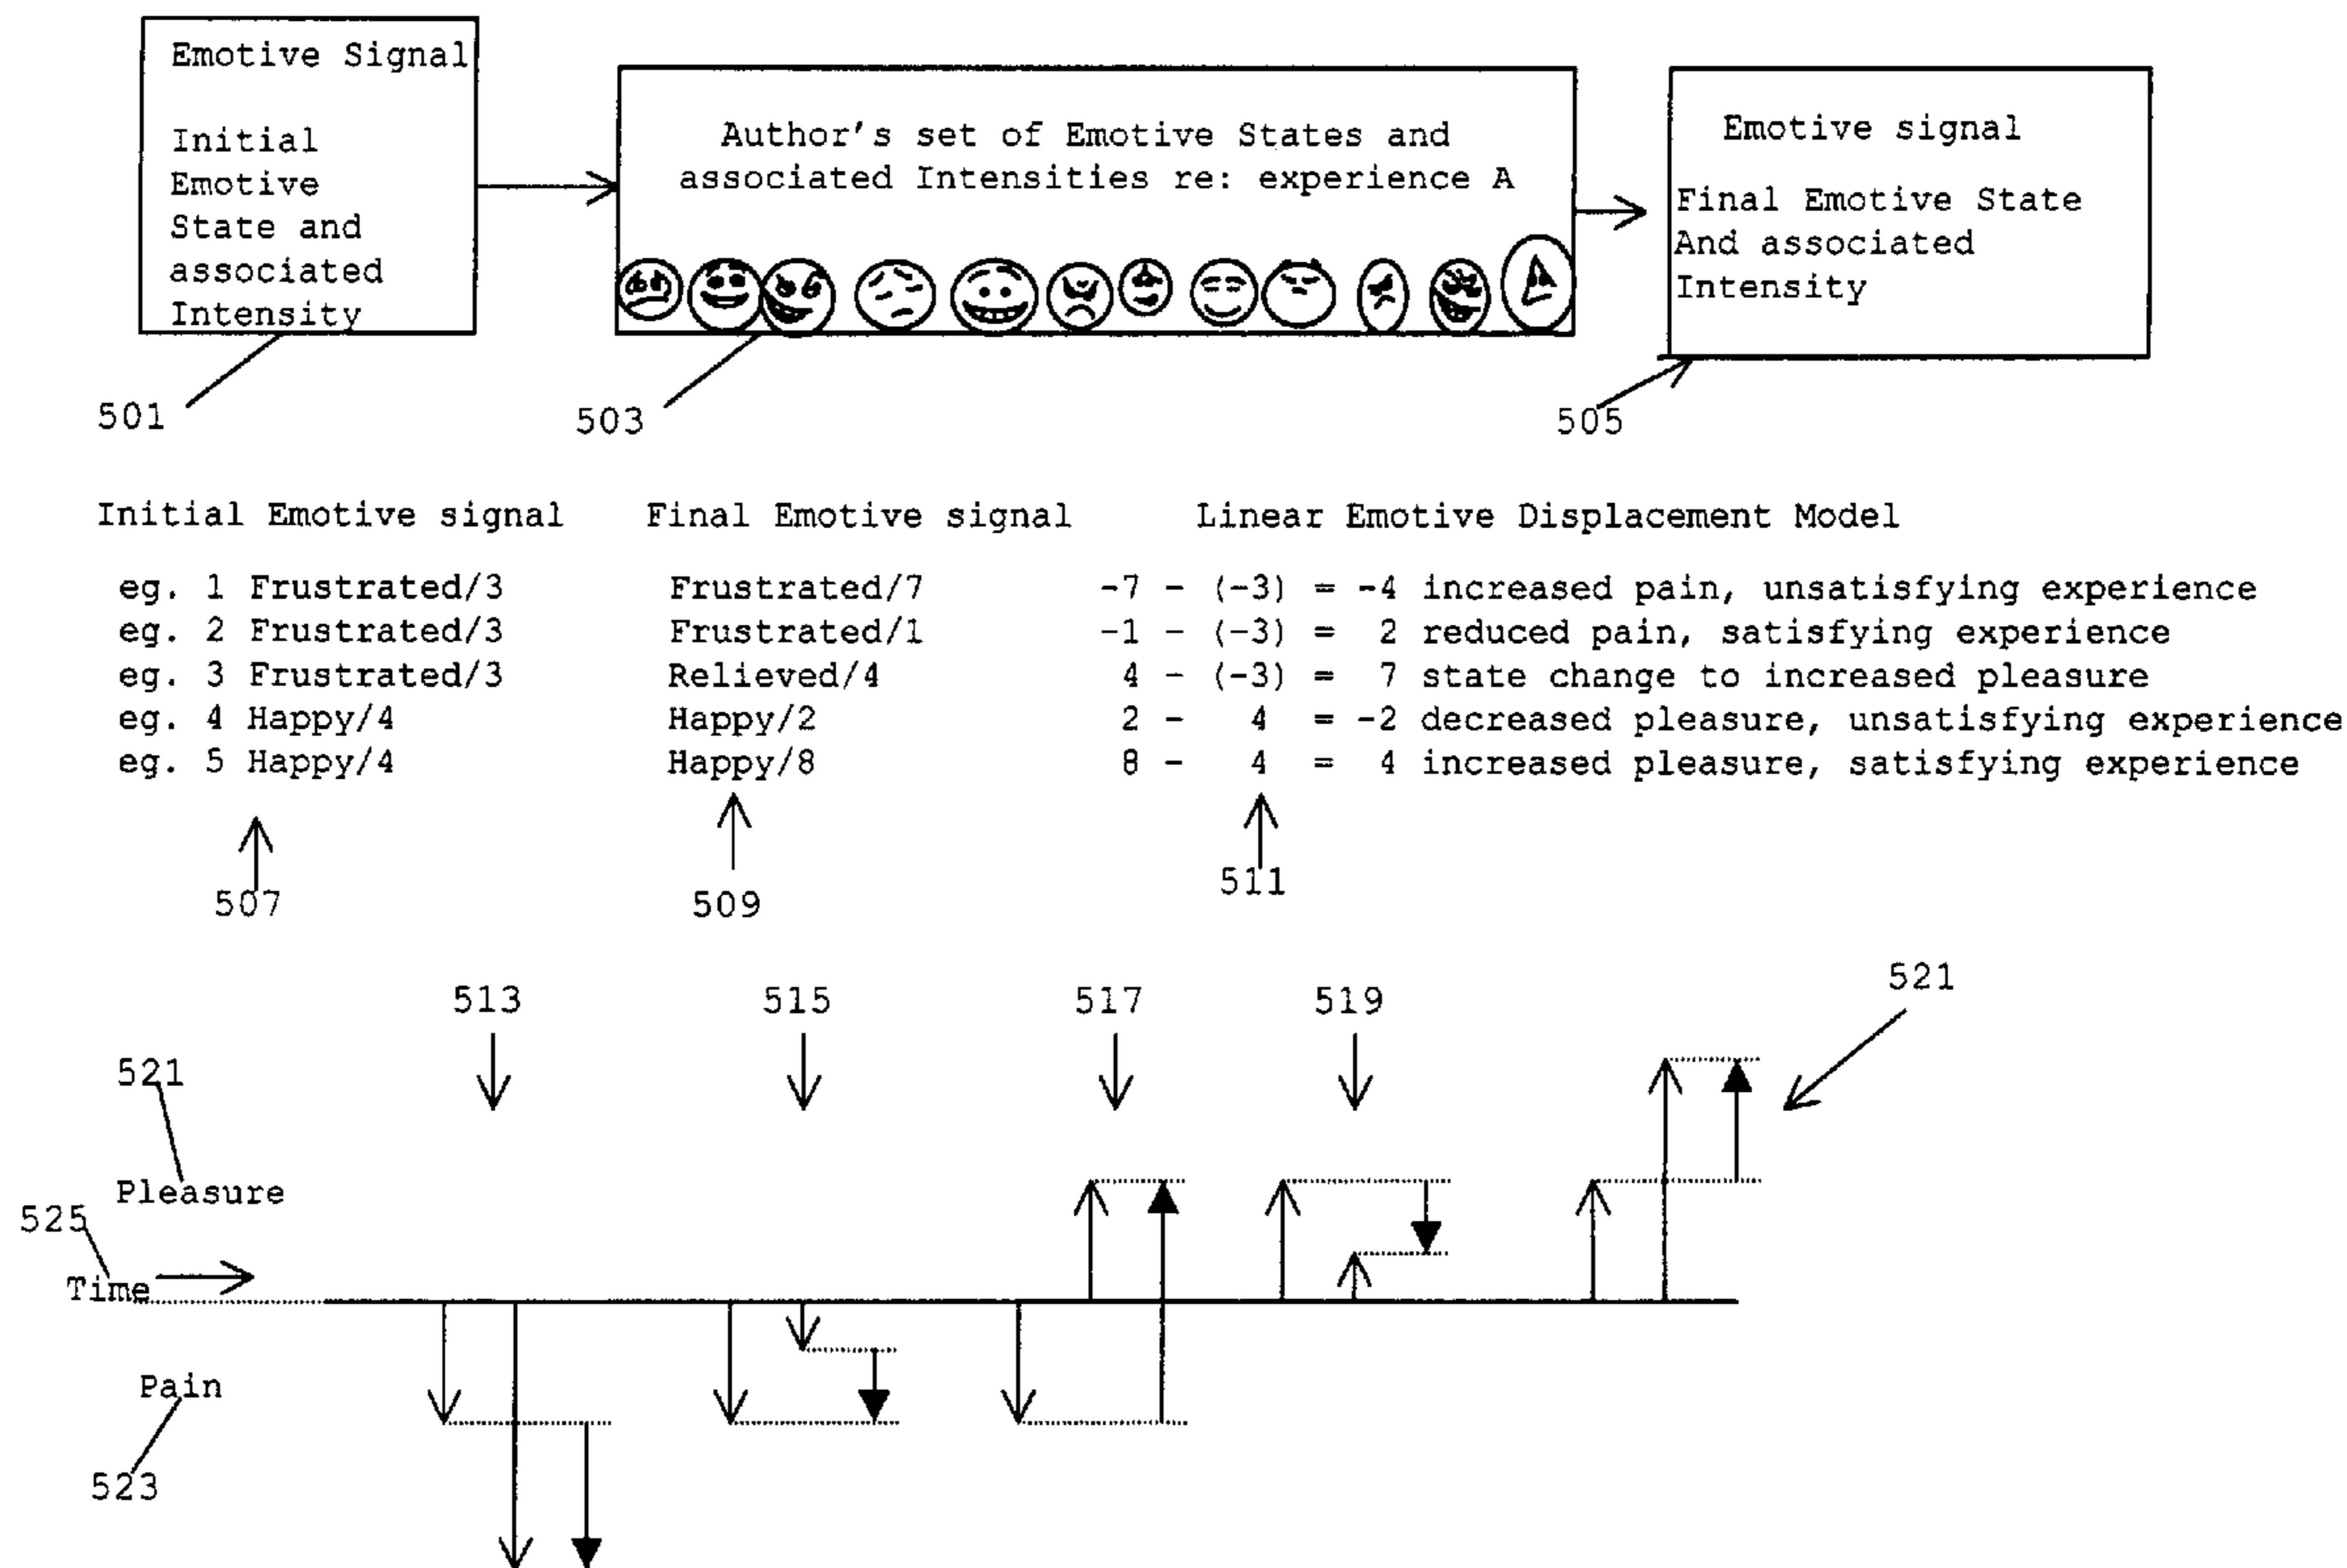 Emotive Signal
Initial
Emotive
State and
associated
Intensity
Author's set of Emotive States and
associated Intensities re: experience A
Emotive signal
Final Emotive State
And associated
Intensity
501
503
505
Initial Emotive signal Final Emotive signal Linear Emotive Displacement Model
eg. 1 Frustrated/3 Frustrated/7 -7 - (-3) = -4 increased pain, unsatisfying experience
eg. 2 Frustrated/3 Frustrated/1 -1 - (-3) = 2 reduced pain, satisfying experience
eg. 3 Frustrated/3 Relieved/4 4 - (-3) = 7 state change to increased pleasure
eg. 4 Happy/4 Happy/2 2 - 4 = -2 decreased pleasure, unsatisfying experience
eg. 5 Happy/4 Happy/8 8 - 4 = 4 increased pleasure, satisfying experience
507
509
511
513 515 517 519 521
521
Pleasure
525
Time
Pain
523